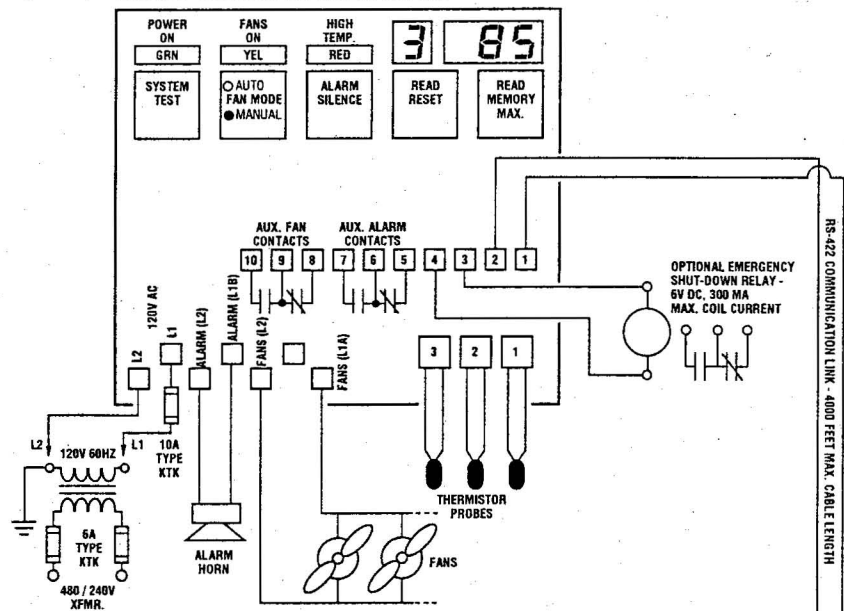 POWER ON
GRN
FANS ON
YEL
HIGH TEMP.
RED
3 85
SYSTEM TEST
AUTO
FAN MODE
MANUAL
ALARM SILENCE
READ RESET
READ MEMORY MAX.
AUX. FAN CONTACTS
10 9 8
AUX. ALARM CONTACTS
7 6 5 4 3 2 1
OPTIONAL EMERGENCY
SHUT-DOWN RELAY -
6V DC, 300 MA
MAX. COIL CURRENT
RS-422 COMMUNICATION LINK - 4000 FEET MAX. CABLE LENGTH
120V AC
L2
L1
ALARM (L2)
ALARM (L1B)
FANS (L2)
FANS (L1A)
3 2 1
THERMISTOR
PROBES
L2
120V 60HZ
L1
10A
TYPE
KTK
6A
TYPE
KTK
480 / 240V
XFMR.
ALARM
HORN
FANS